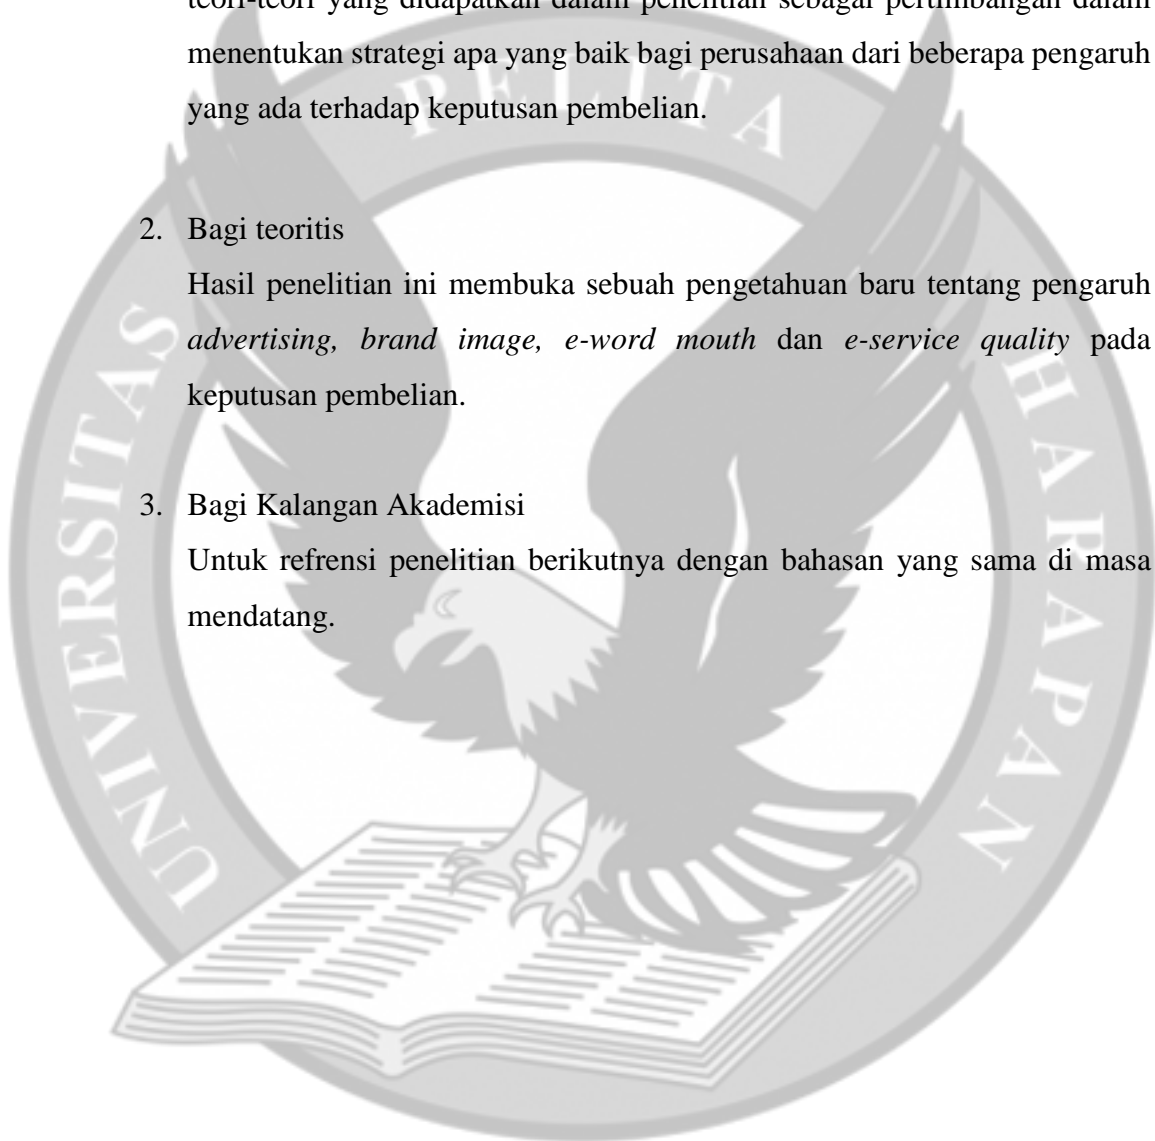 teori-teori yang didapatkan dalam penelitian sebagai pertimbangan dalam
menentukan strategi apa yang baik bagi perusahaan dari beberapa pengaruh
yang ada terhadap keputusan pembelian.
2. Bagi teoritis
Hasil penelitian ini membuka sebuah pengetahuan baru tentang pengaruh
advertising, brand image, e-word mouth dan e-service quality pada
keputusan pembelian.
3. Bagi Kalangan Akademisi
Untuk refrensi penelitian berikutnya dengan bahasan yang sama di masa
mendatang.
UNIVERSITAS PELITA HARAPAN